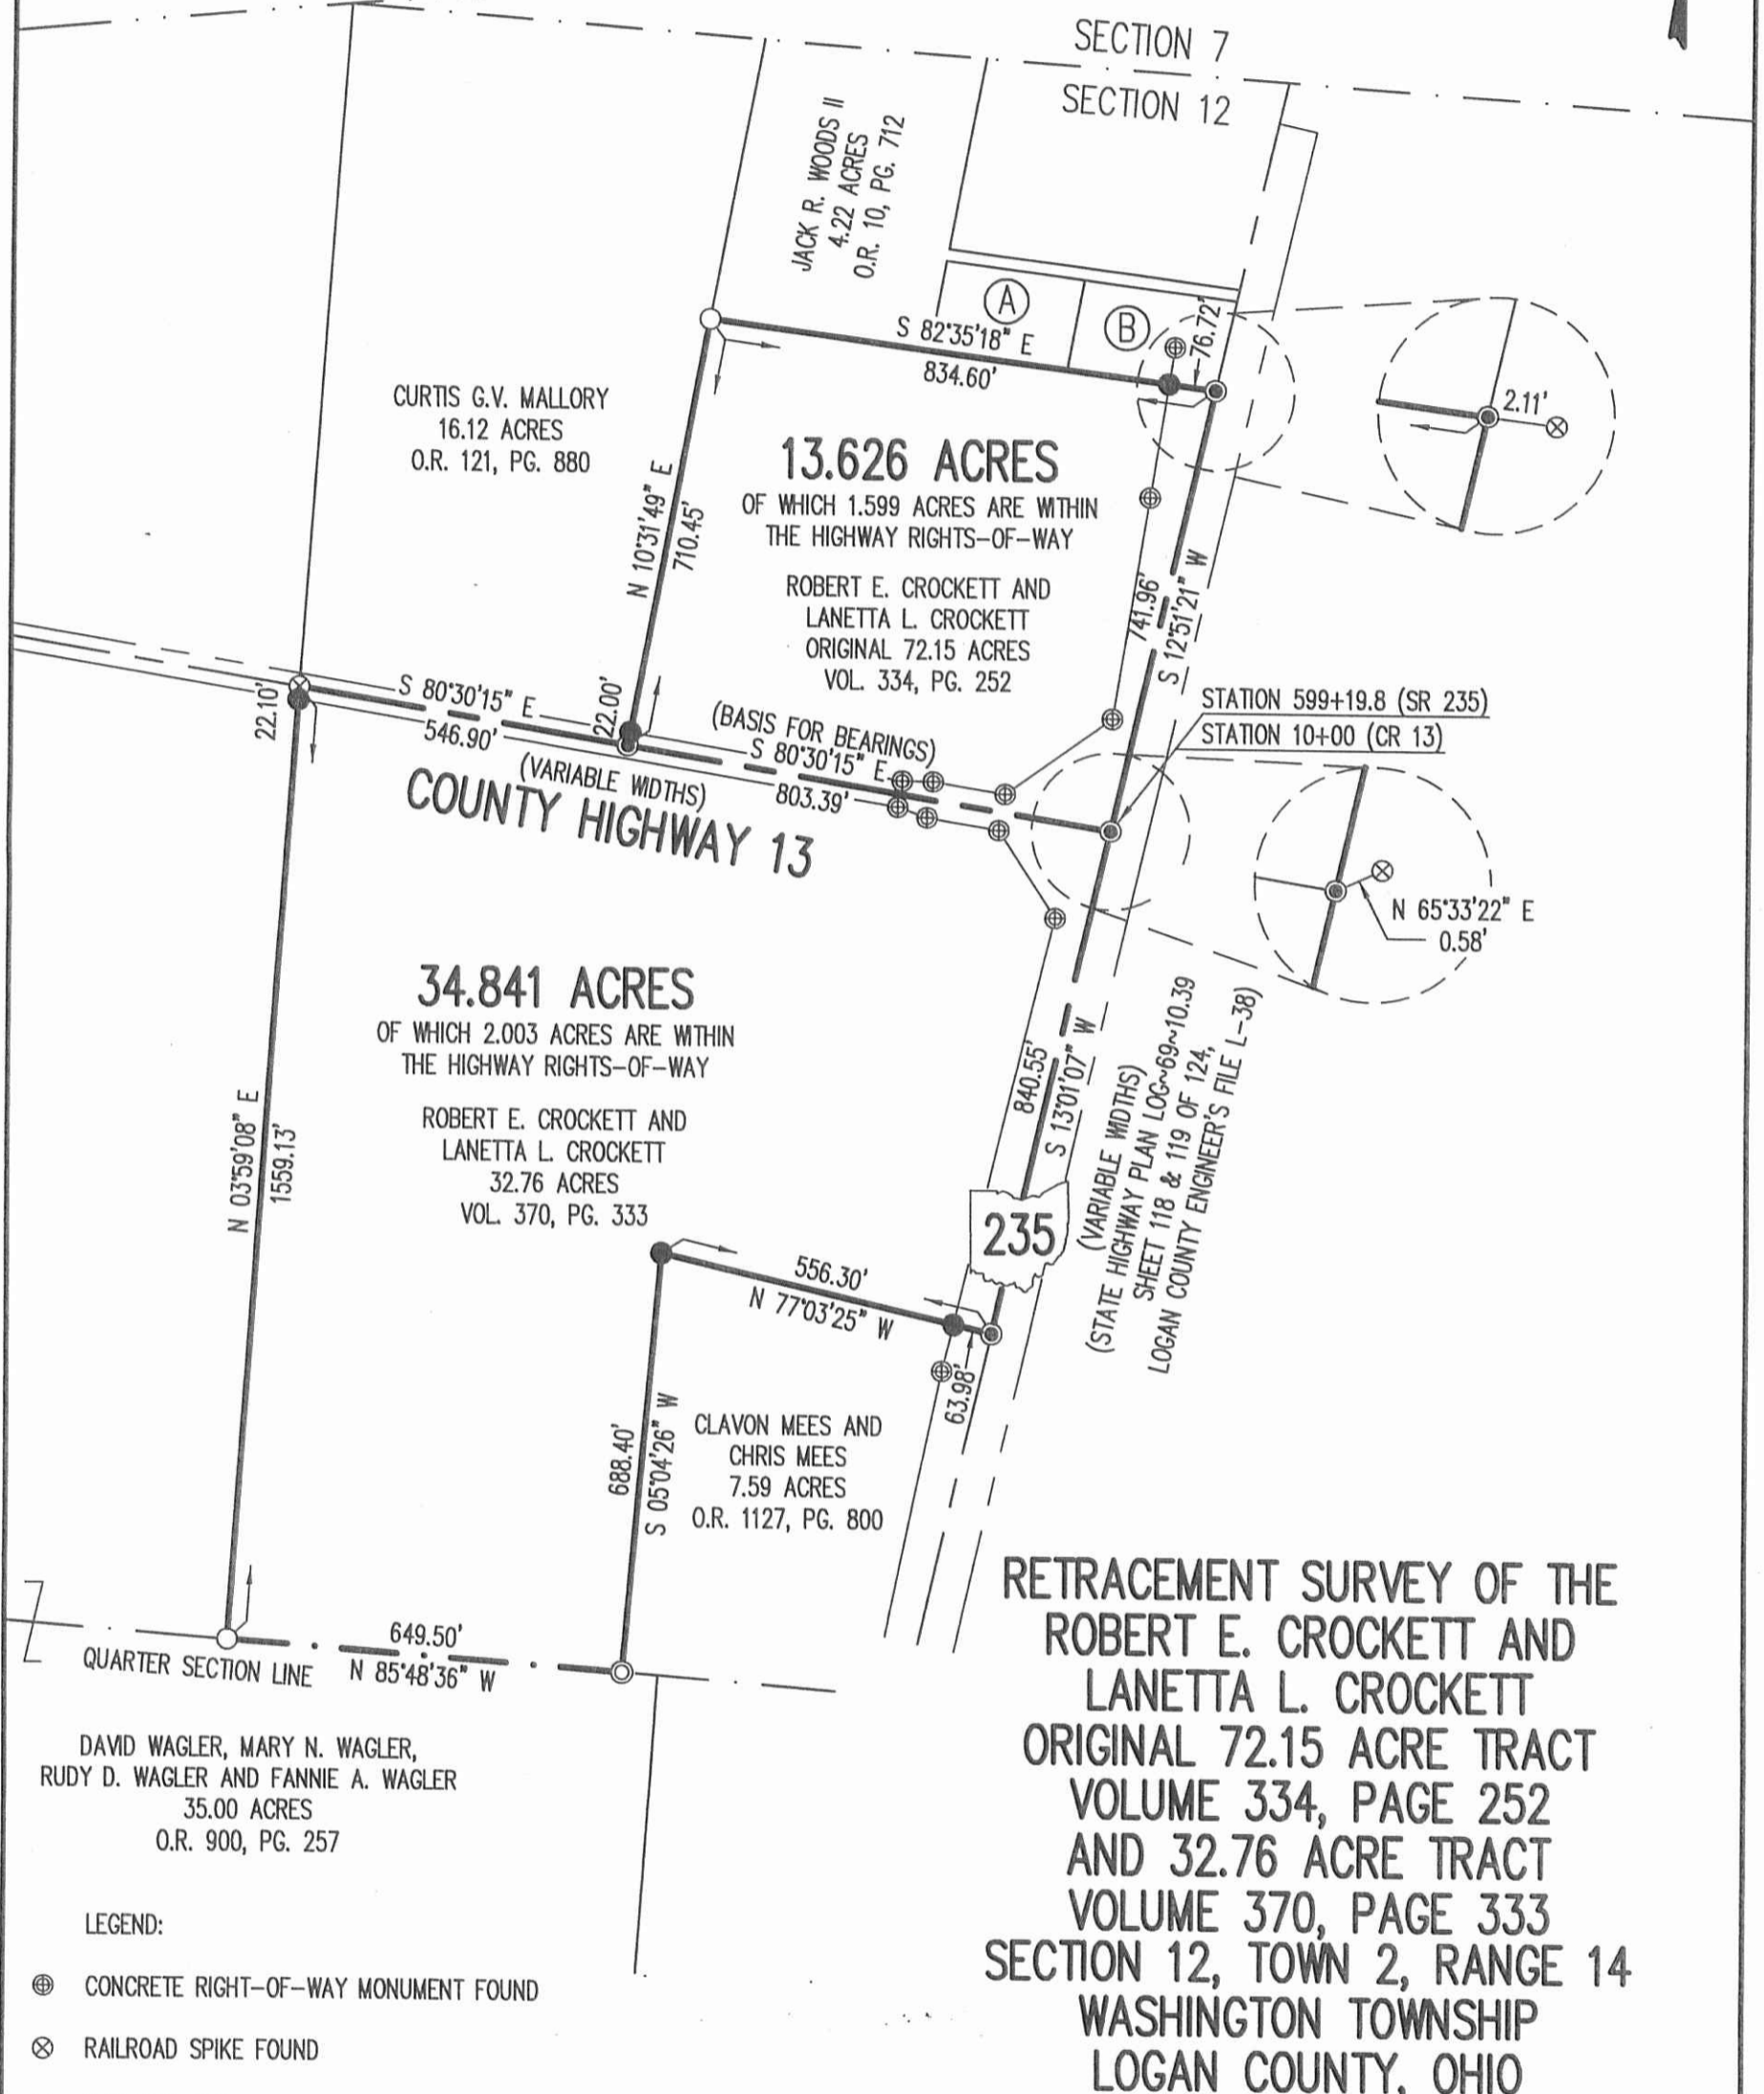 SECTION 7
SECTION 12
JACK R. WOODS II
4.22 ACRES
O.R. 10, PG. 712
A
B
S 82°35'18" E
834.60'
76.72'
2.11'
CURTIS G.V. MALLORY
16.12 ACRES
O.R. 121, PG. 880
N 10°31'49" E
710.45'
13.626 ACRES
OF WHICH 1.599 ACRES ARE WITHIN
THE HIGHWAY RIGHTS-OF-WAY
ROBERT E. CROCKETT AND
LANETTA L. CROCKETT
ORIGINAL 72.15 ACRES
VOL. 334, PG. 252
741.96'
S 12°51'21" W
STATION 599+19.8 (SR 235)
STATION 10+00 (CR 13)
22.10'
S 80°30'15" E
546.90'
22.00'
(BASIS FOR BEARINGS)
S 80°30'15" E
803.39'
(VARIABLE WIDTHS)
COUNTY HIGHWAY 13
N 65°33'22" E
0.58'
34.841 ACRES
OF WHICH 2.003 ACRES ARE WITHIN
THE HIGHWAY RIGHTS-OF-WAY
ROBERT E. CROCKETT AND
LANETTA L. CROCKETT
32.76 ACRES
VOL. 370, PG. 333
N 03°59'08" E
1559.13'
840.55'
S 13°01'07" W
(VARIABLE WIDTHS)
(STATE HIGHWAY PLAN LOG~69~10.39
SHEET 118 & 119 OF 124,
LOGAN COUNTY ENGINEER'S FILE L-38)
235
556.30'
N 77°03'25" W
63.98'
688.40'
S 05°04'26" W
CLAVON MEES AND
CHRIS MEES
7.59 ACRES
O.R. 1127, PG. 800
649.50'
QUARTER SECTION LINE
N 85°48'36" W
DAVID WAGLER, MARY N. WAGLER,
RUDY D. WAGLER AND FANNIE A. WAGLER
35.00 ACRES
O.R. 900, PG. 257
RETRACEMENT SURVEY OF THE
ROBERT E. CROCKETT AND
LANETTA L. CROCKETT
ORIGINAL 72.15 ACRE TRACT
VOLUME 334, PAGE 252
AND 32.76 ACRE TRACT
VOLUME 370, PAGE 333
SECTION 12, TOWN 2, RANGE 14
WASHINGTON TOWNSHIP
LOGAN COUNTY, OHIO
LEGEND:
CONCRETE RIGHT-OF-WAY MONUMENT FOUND
RAILROAD SPIKE FOUND